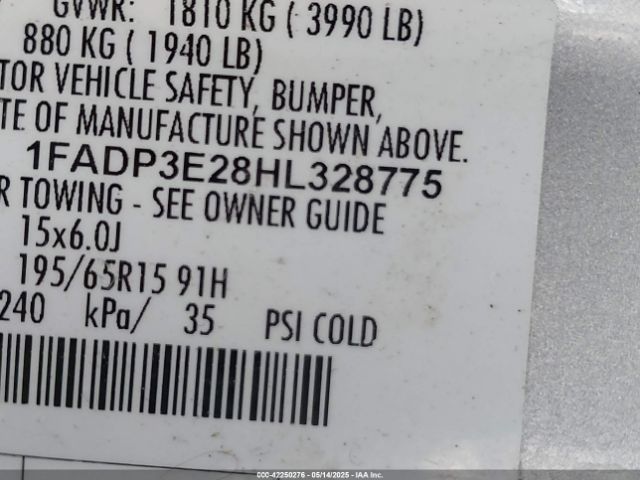 GVWR: 1810 KG ( 3990 LB)
880 KG ( 1940 LB)
TOR VEHICLE SAFETY, BUMPER,
TE OF MANUFACTURE SHOWN ABOVE.
1FADP3E28HL328775
R TOWING - SEE OWNER GUIDE
15x6.0J
195/65R15 91H
240 kPa/ 35 PSI COLD
000-42250276 - 05/14/2025 - IAA Inc.